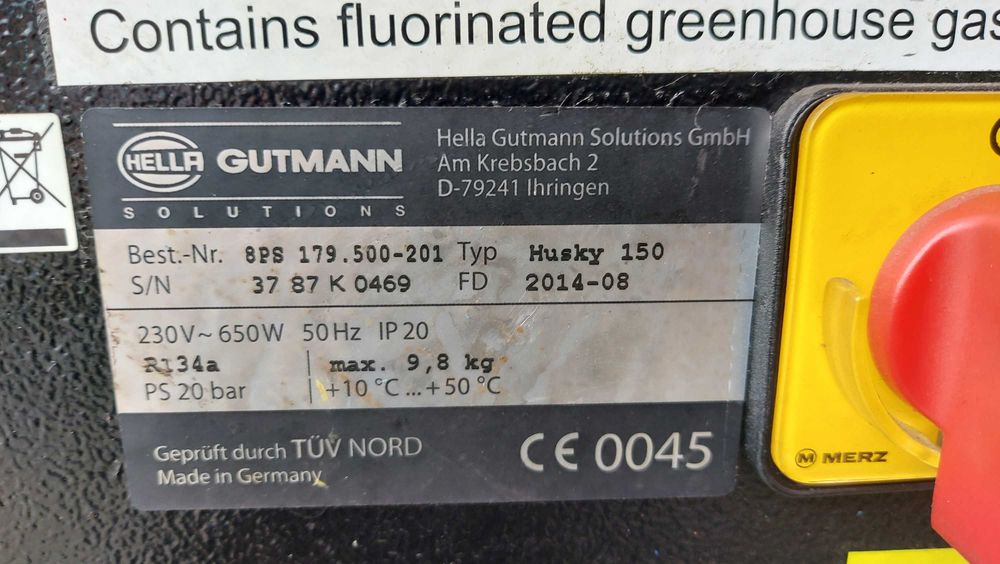 Contains fluorinated greenhouse gas
HELLA GUTMANN
SOLUTIONS
Hella Gutmann Solutions GmbH
Am Krebsbach 2
D-79241 Ihringen
Best.-Nr. 8PS 179.500-201 Typ Husky 150
S/N 37 87 K 0469 FD 2014-08
230V~ 650W 50Hz IP 20
R134a max. 9,8 kg
PS 20 bar +10 °C ... +50 °C
Geprüft durch TÜV NORD
Made in Germany
CE 0045
M MERZ